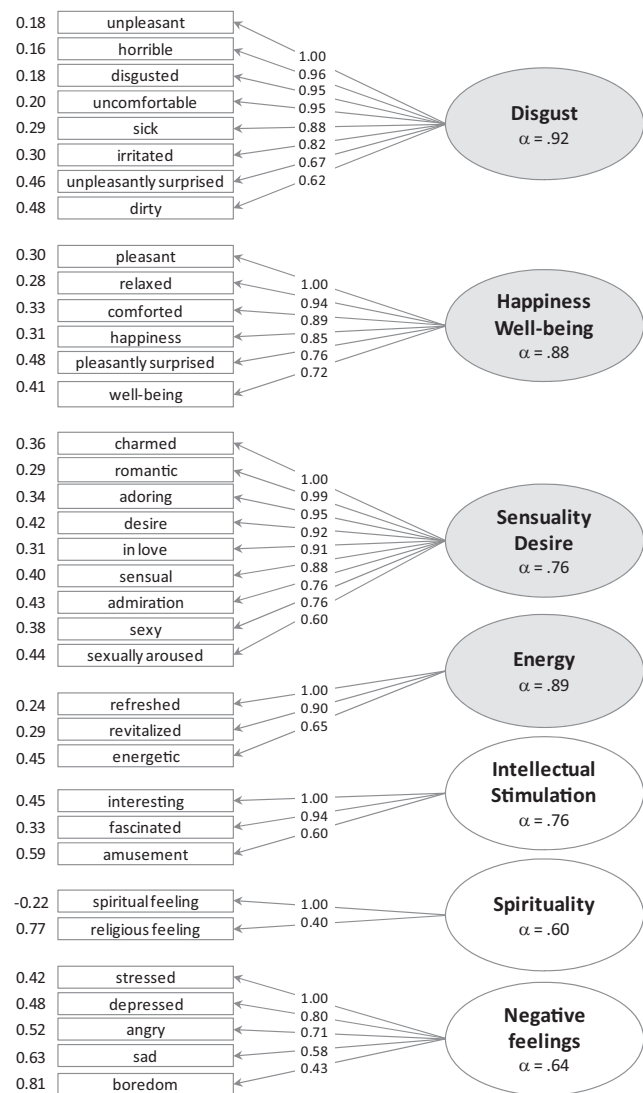 0.18 unpleasant 1.00
0.16 horrible 0.96
0.18 disgusted 0.95
0.20 uncomfortable 0.95
0.29 sick 0.88
0.30 irritated 0.82
0.46 unpleasantly surprised 0.67
0.48 dirty 0.62
Disgust
α = .92
0.30 pleasant 1.00
0.28 relaxed 0.94
0.33 comforted 0.89
0.31 happiness 0.85
0.48 pleasantly surprised 0.76
0.41 well-being 0.72
Happiness
Well-being
α = .88
0.36 charmed 1.00
0.29 romantic 0.99
0.34 adoring 0.95
0.42 desire 0.92
0.31 in love 0.91
0.40 sensual 0.88
0.43 admiration 0.76
0.38 sexy 0.76
0.44 sexually aroused 0.60
Sensuality
Desire
α = .76
0.24 refreshed 1.00
0.29 revitalized 0.90
0.45 energetic 0.65
Energy
α = .89
0.45 interesting 1.00
0.33 fascinated 0.94
0.59 amusement 0.60
Intellectual
Stimulation
α = .76
-0.22 spiritual feeling 1.00
0.77 religious feeling 0.40
Spirituality
α = .60
0.42 stressed 1.00
0.48 depressed 0.80
0.52 angry 0.71
0.63 sad 0.58
0.81 boredom 0.43
Negative
feelings
α = .64